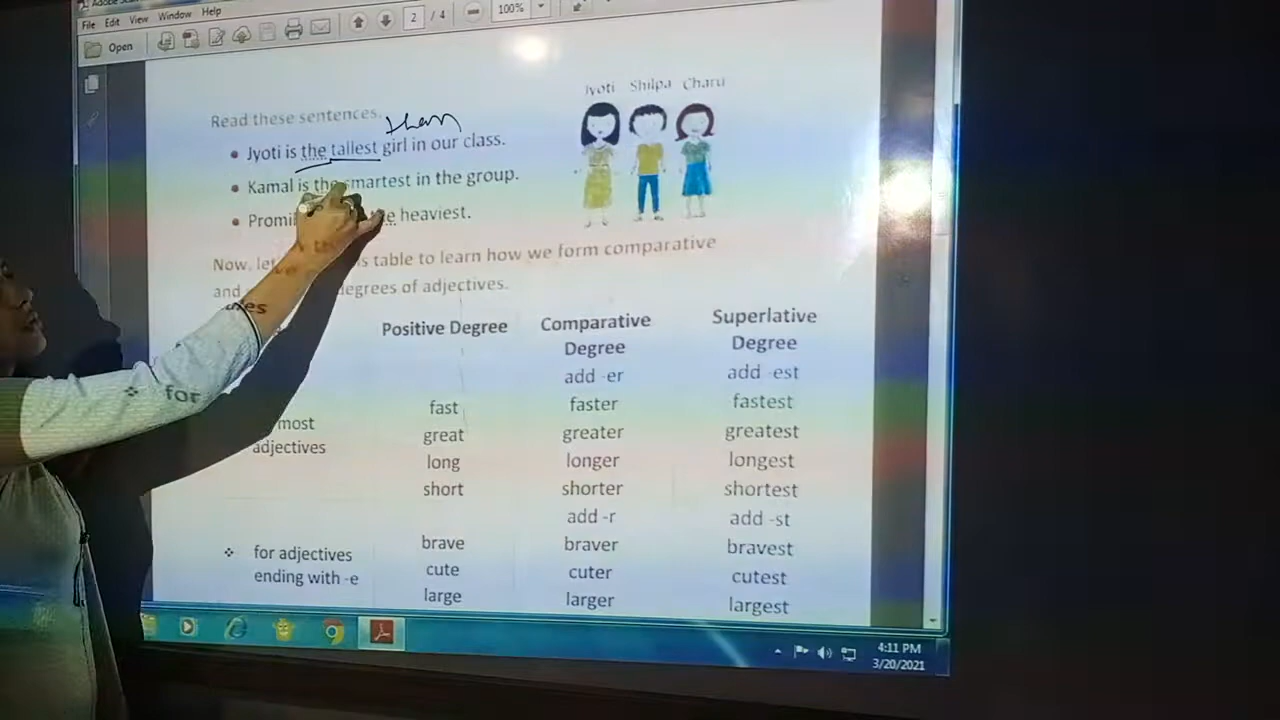 File Edit View Window Help
Open 2 / 4 100%
Jyoti Shilpa Charu
Read these sentences.
than
• Jyoti is the tallest girl in our class.
• Kamal is the smartest in the group.
• Promi heaviest.
Now, let s table to learn how we form comparative
and degrees of adjectives.
Positive Degree Comparative Degree Superlative Degree
add -er add -est
for most adjectives
fast faster fastest
great greater greatest
long longer longest
short shorter shortest
add -r add -st
❖ for adjectives ending with -e
brave braver bravest
cute cuter cutest
large larger largest
4:11 PM
3/20/2021